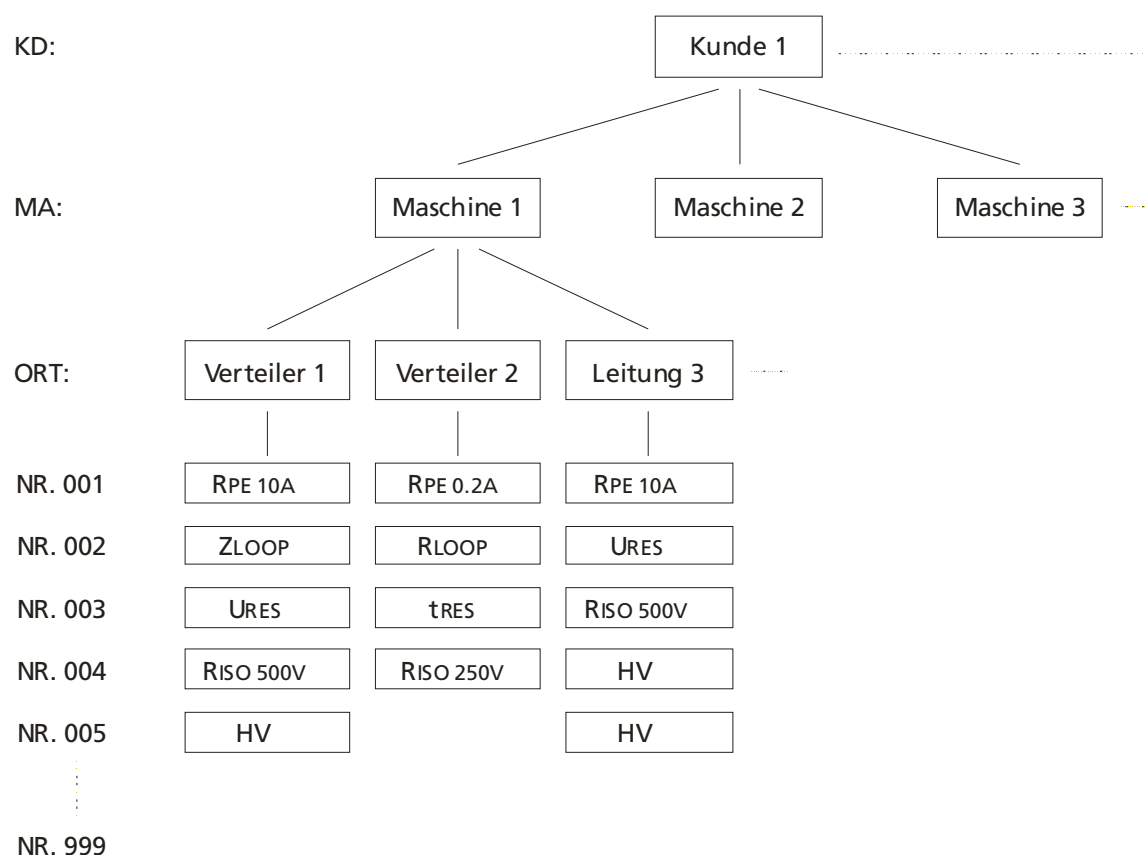 KD: Kunde 1
MA: Maschine 1 Maschine 2 Maschine 3
ORT: Verteiler 1 Verteiler 2 Leitung 3
NR. 001 RPE 10A RPE 0.2A RPE 10A
NR. 002 ZLOOP RLOOP URES
NR. 003 URES tRES RISO 500V
NR. 004 RISO 500V RISO 250V HV
NR. 005 HV HV
NR. 999